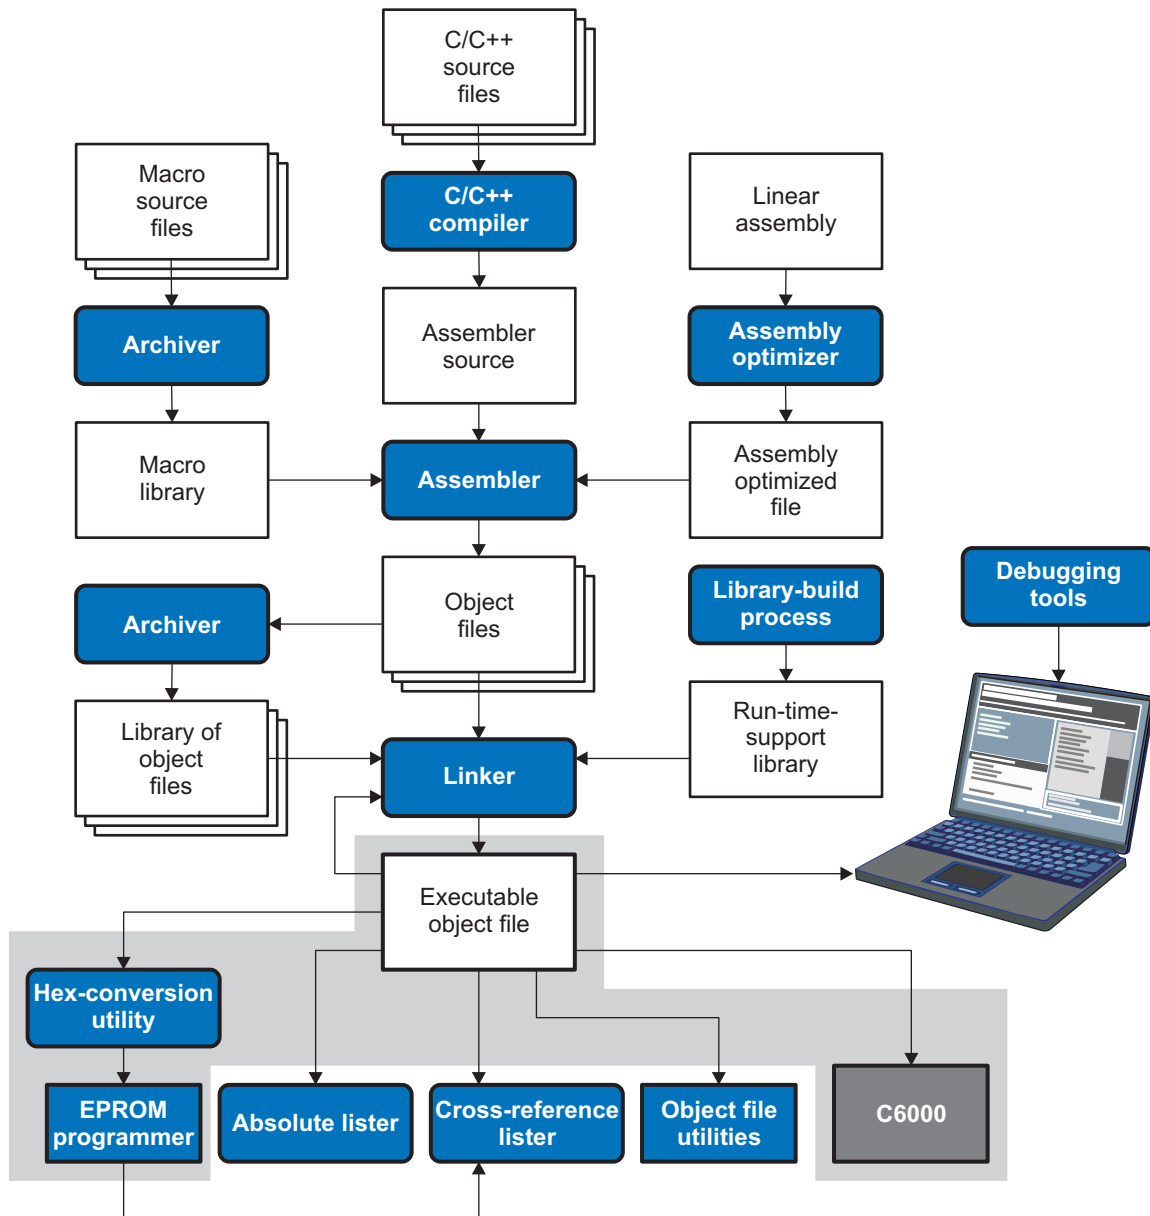 C/C++
source
files
Macro
source
files
C/C++
compiler
Linear
assembly
Archiver
Assembler
source
Assembly
optimizer
Macro
library
Assembler
Assembly
optimized
file
Archiver
Object
files
Library-build
process
Debugging
tools
Library of
object
files
Linker
Run-time-
support
library
Executable
object file
Hex-conversion
utility
EPROM
programmer
Absolute lister
Cross-reference
lister
Object file
utilities
C6000